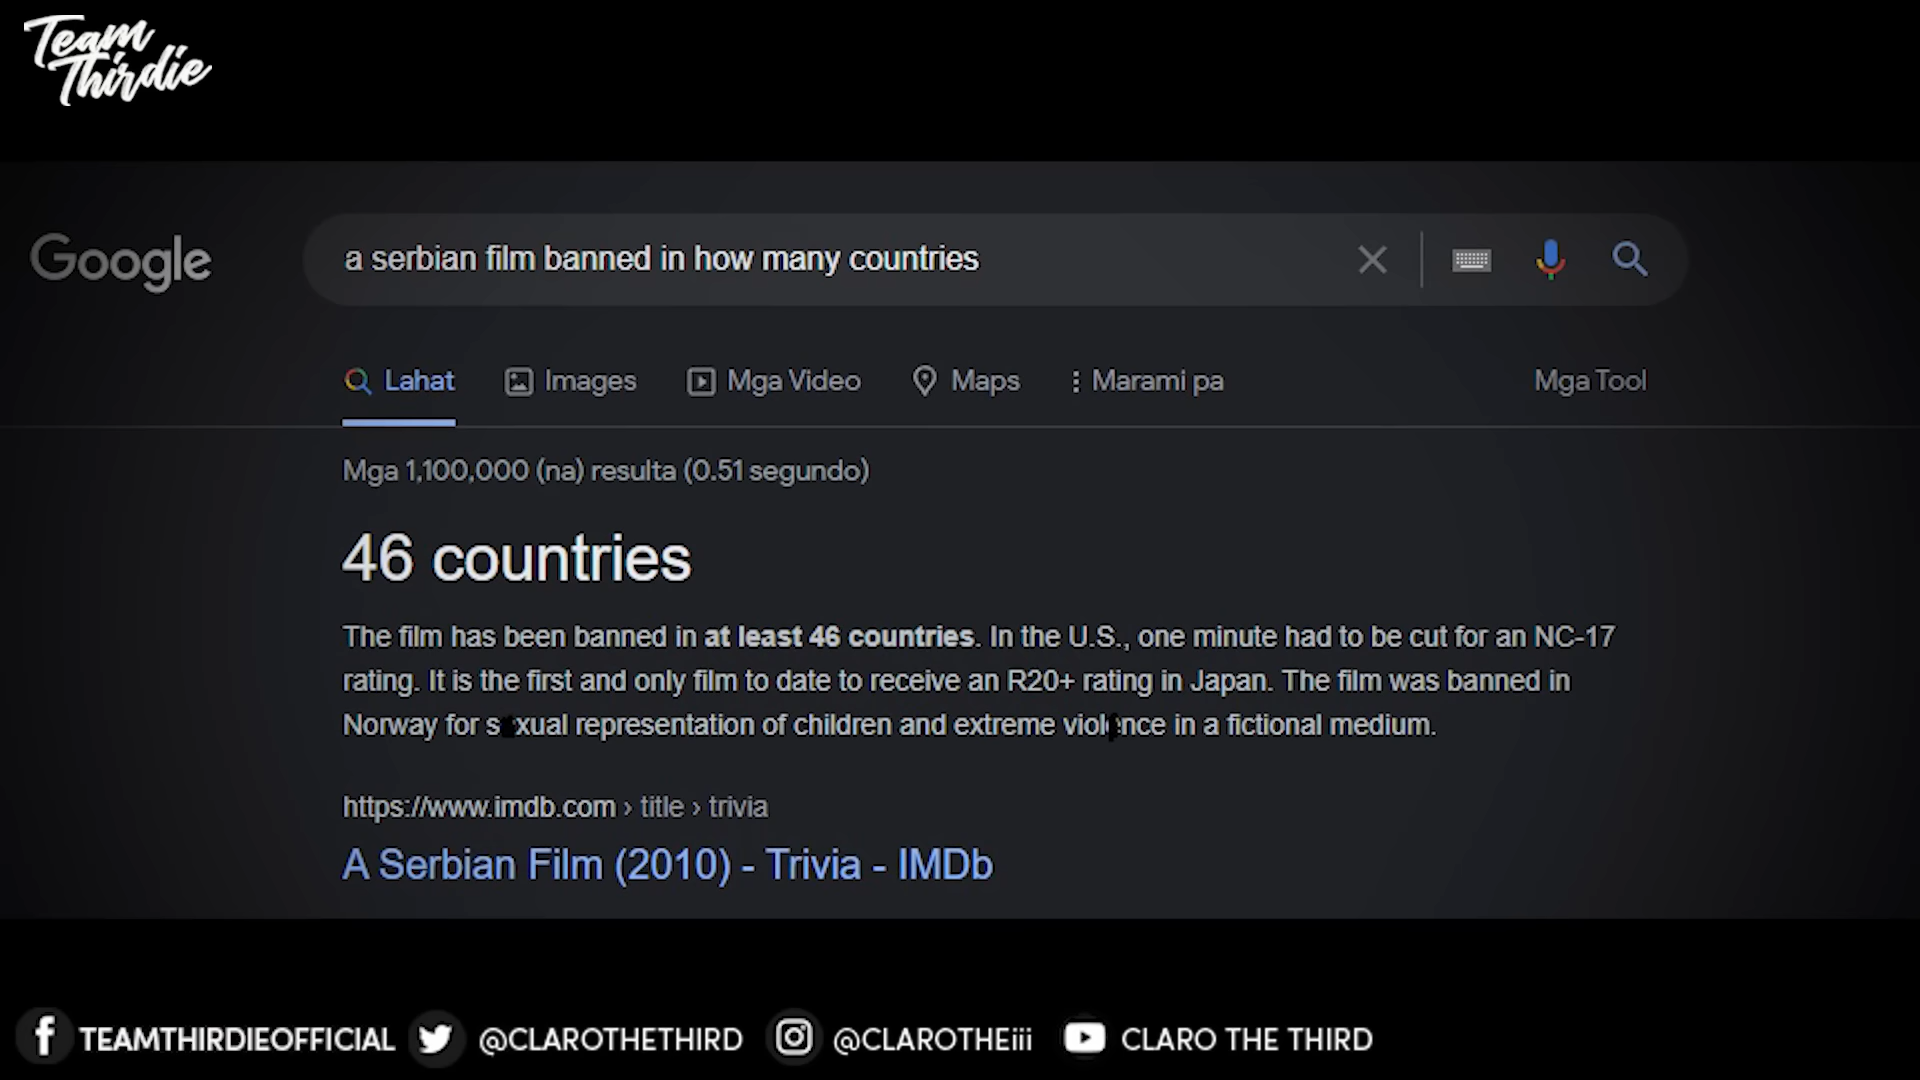 Team
Thirdie
Google
a serbian film banned in how many countries
Lahat Images Mga Video Maps Marami pa Mga Tool
Mga 1,100,000 (na) resulta (0.51 segundo)
46 countries
The film has been banned in at least 46 countries. In the U.S., one minute had to be cut for an NC-17
rating. It is the first and only film to date to receive an R20+ rating in Japan. The film was banned in
Norway for s xual representation of children and extreme viol nce in a fictional medium.
https://www.imdb.com › title › trivia
A Serbian Film (2010) - Trivia - IMDb
TEAMTHIRDIEOFFICIAL @CLAROTHETHIRD @CLAROTHEiii CLARO THE THIRD